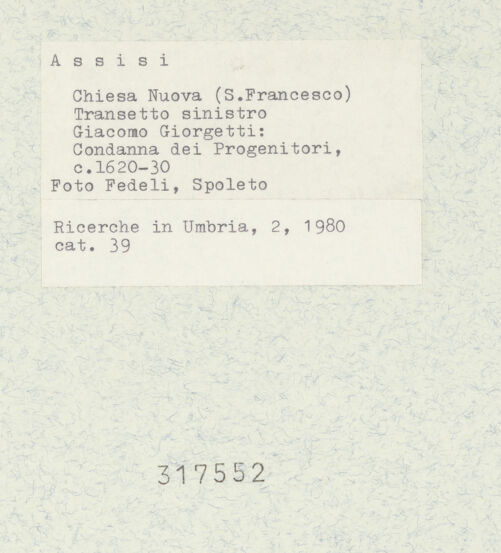 Assisi
Chiesa Nuova (S.Francesco)
Transetto sinistro
Giacomo Giorgetti:
Condanna dei Progenitori,
c.1620-30
Foto Fedeli, Spoleto
Ricerche in Umbria, 2, 1980
cat. 39
317552